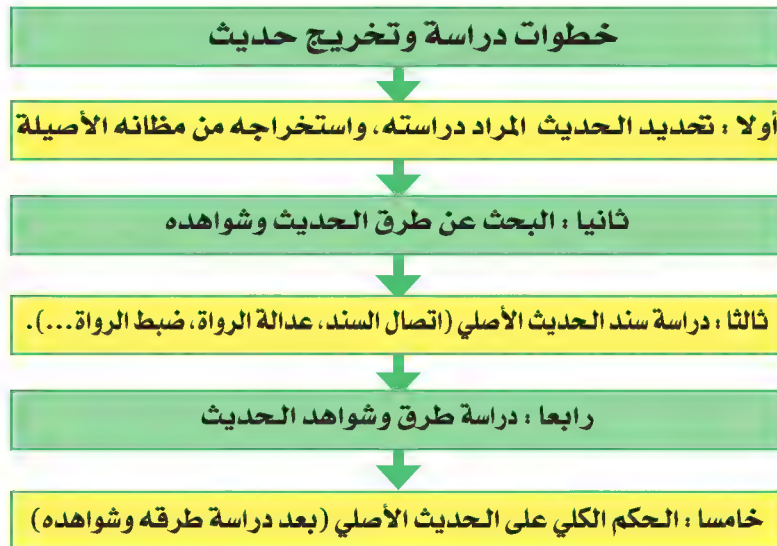 خطوات دراسة وتخريج حديث
أولا : تحديد الحديث المراد دراسته، واستخراجه من مظانه الأصيلة
ثانيا : البحث عن طرق الحديث وشواهده
ثالثا : دراسة سند الحديث الأصلي (اتصال السند، عدالة الرواة، ضبط الرواة...).
رابعا : دراسة طرق وشواهد الحديث
خامسا : الحكم الكلي على الحديث الأصلي (بعد دراسة طرقه وشواهده)